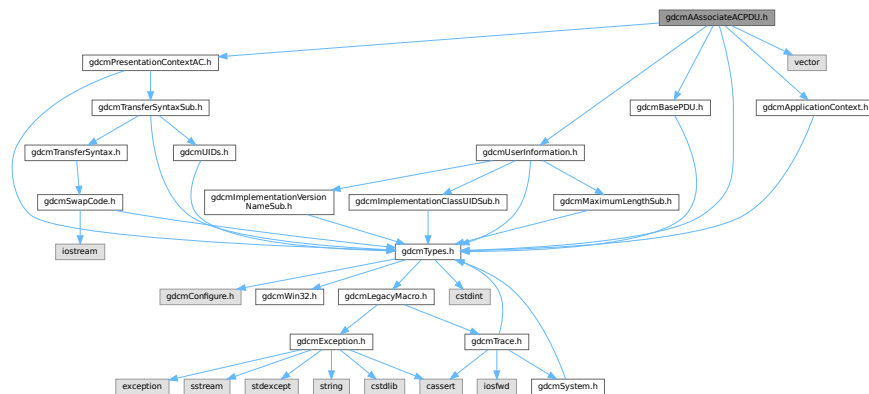 gdcmAAssociateACPDU.h
gdcmPresentationContextAC.h
vector
gdcmTransferSyntaxSub.h
gdcmBasePDU.h
gdcmApplicationContext.h
gdcmTransferSyntax.h
gdcmUIDs.h
gdcmUserInformation.h
gdcmSwapCode.h
gdcmImplementationVersion
NameSub.h
gdcmImplementationClassUIDSub.h
gdcmMaximumLengthSub.h
iostream
gdcmTypes.h
gdcmConfigure.h
gdcmWin32.h
gdcmLegacyMacro.h
cstdint
gdcmException.h
gdcmTrace.h
exception
sstream
stdexcept
string
cstdlib
cassert
iosfwd
gdcmSystem.h